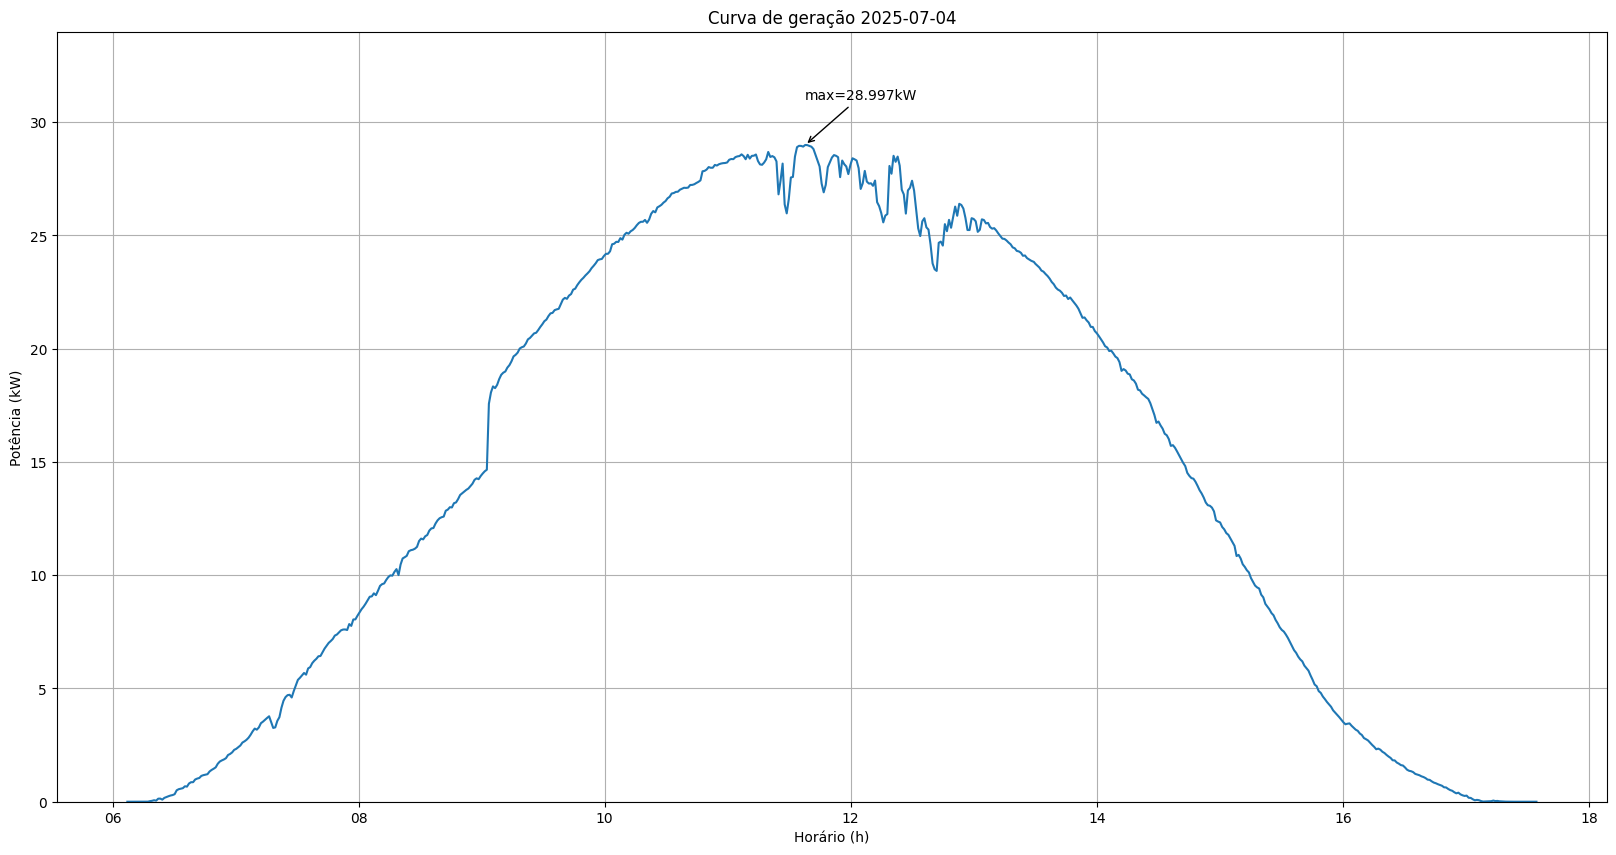 Curva de geração 2025-07-04
max=28.997kW
30
25
20
15
10
5
0
Potência (kW)
06 08 10 12 14 16 18
Horário (h)